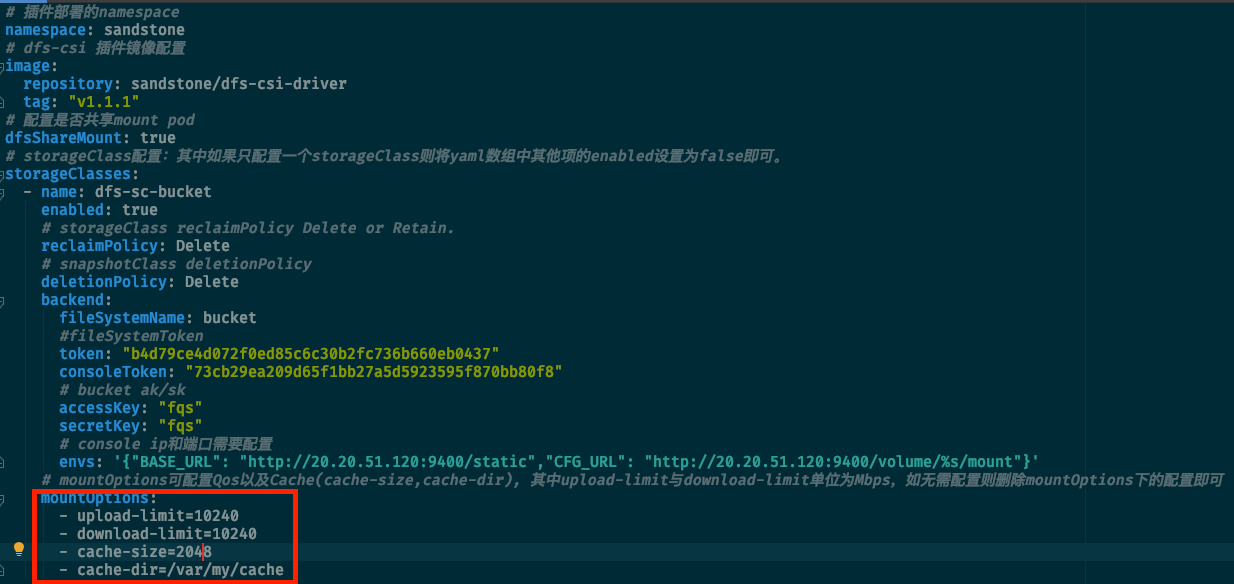 # 插件部署的namespace
namespace: sandstone
# dfs-csi 插件镜像配置
image:
  repository: sandstone/dfs-csi-driver
  tag: "v1.1.1"
# 配置是否共享mount pod
dfsShareMount: true
# storageClass配置：其中如果只配置一个storageClass则将yaml数组中其他项的enabled设置为false即可。
storageClasses:
  - name: dfs-sc-bucket
    enabled: true
    # storageClass reclaimPolicy Delete or Retain.
    reclaimPolicy: Delete
    # snapshotClass deletionPolicy
    deletionPolicy: Delete
    backend:
      fileSystemName: bucket
      #fileSystemToken
      token: "b4d79ce4d072f0ed85c6c30b2fc736b660eb0437"
      consoleToken: "73cb29ea209d65f1bb27a5d5923595f870bb80f8"
      # bucket ak/sk
      accessKey: "fqs"
      secretKey: "fqs"
      # console ip和端口需要配置
      envs: '{"BASE_URL": "http://20.20.51.120:9400/static","CFG_URL": "http://20.20.51.120:9400/volume/%s/mount"}'
    # mountOptions可配置Qos以及Cache(cache-size,cache-dir), 其中upload-limit与download-limit单位为Mbps，如无需配置则删除mountOptions下的配置即可
    mountOptions:
      - upload-limit=10240
      - download-limit=10240
      - cache-size=2048
      - cache-dir=/var/my/cache